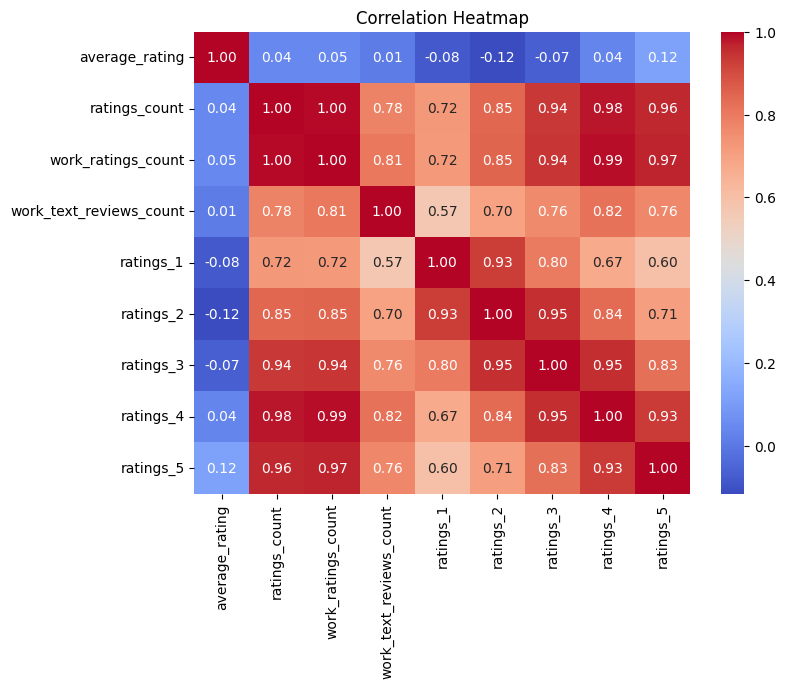 Correlation Heatmap
average_rating 1.00 0.04 0.05 0.01 -0.08 -0.12 -0.07 0.04 0.12
ratings_count 0.04 1.00 1.00 0.78 0.72 0.85 0.94 0.98 0.96
work_ratings_count 0.05 1.00 1.00 0.81 0.72 0.85 0.94 0.99 0.97
work_text_reviews_count 0.01 0.78 0.81 1.00 0.57 0.70 0.76 0.82 0.76
ratings_1 -0.08 0.72 0.72 0.57 1.00 0.93 0.80 0.67 0.60
ratings_2 -0.12 0.85 0.85 0.70 0.93 1.00 0.95 0.84 0.71
ratings_3 -0.07 0.94 0.94 0.76 0.80 0.95 1.00 0.95 0.83
ratings_4 0.04 0.98 0.99 0.82 0.67 0.84 0.95 1.00 0.93
ratings_5 0.12 0.96 0.97 0.76 0.60 0.71 0.83 0.93 1.00
average_rating
ratings_count
work_ratings_count
work_text_reviews_count
ratings_1
ratings_2
ratings_3
ratings_4
ratings_5
1.0
0.8
0.6
0.4
0.2
0.0